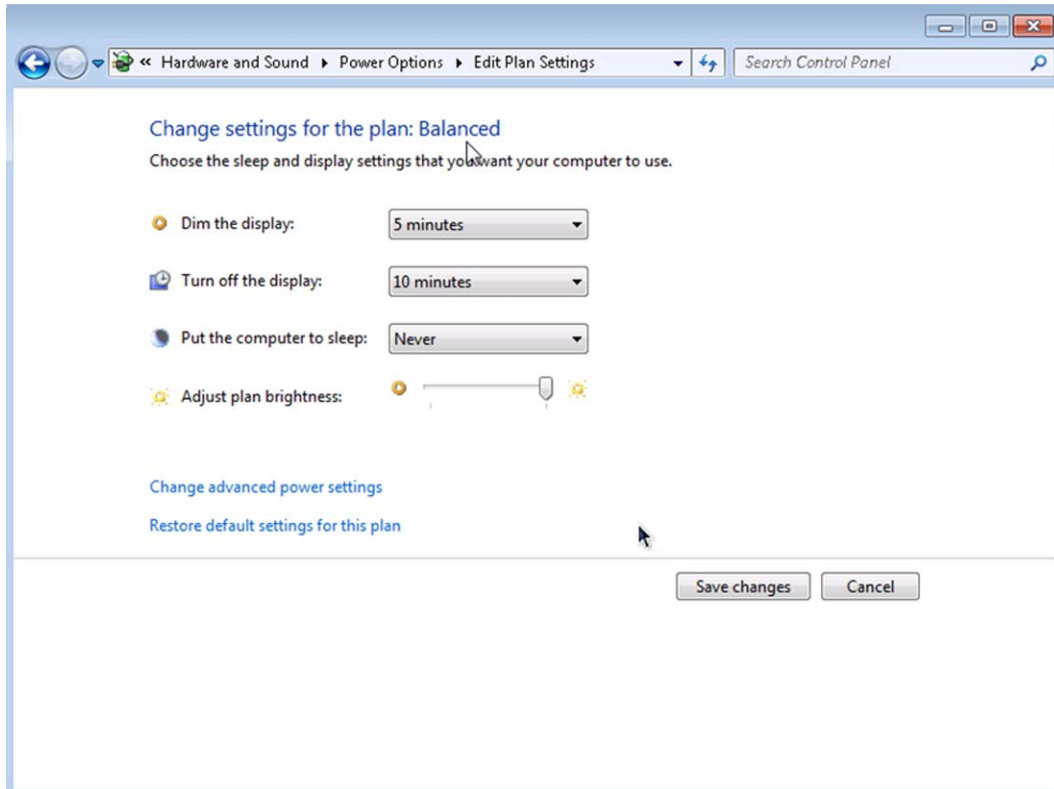 « Hardware and Sound ▸ Power Options ▸ Edit Plan Settings Search Control Panel
Change settings for the plan: Balanced
Choose the sleep and display settings that you want your computer to use.
Dim the display: 5 minutes
Turn off the display: 10 minutes
Put the computer to sleep: Never
Adjust plan brightness:
Change advanced power settings
Restore default settings for this plan
Save changes Cancel